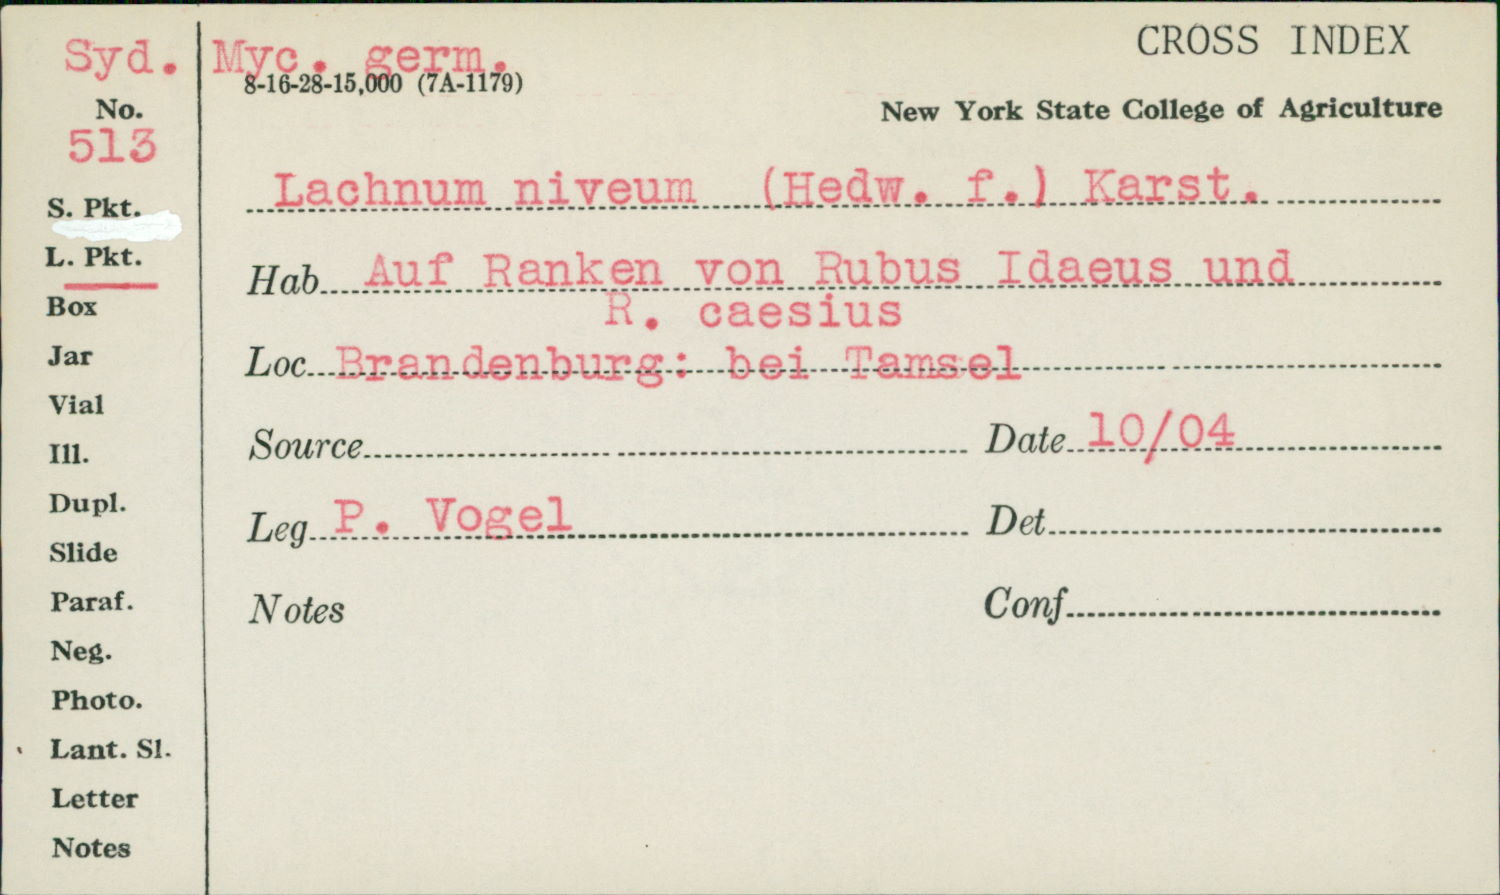 Syd. Myc. germ.
CROSS INDEX
8-16-28-15,000 (7A-1179)
No.
New York State College of Agriculture
513
Lachnum niveum (Hedw. f.) Karst.
S. Pkt.
L. Pkt.
Hab. Auf Ranken von Rubus Idaeus und
R. caesius
Box
Jar
Loc. Brandenburg: bei Tamsel
Vial
Source
Date 10/04
Ill.
Dupl.
Leg. P. Vogel
Det.
Slide
Paraf.
Notes
Conf.
Neg.
Photo.
Lant. Sl.
Letter
Notes